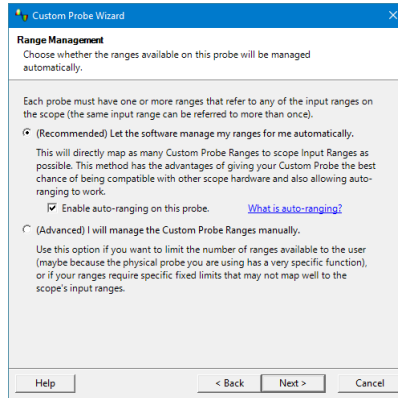 Custom Probe Wizard
Range Management
Choose whether the ranges available on this probe will be managed
automatically.
Each probe must have one or more ranges that refer to any of the input ranges on
the scope (the same input range can be referred to more than once).
(Recommended) Let the software manage my ranges for me automatically.
This will directly map as many Custom Probe Ranges to scope Input Ranges as
possible. This method has the advantages of giving your Custom Probe the best
chance of being compatible with other scope hardware and also allowing auto-
ranging to work.
Enable auto-ranging on this probe. What is auto-ranging?
(Advanced) I will manage the Custom Probe Ranges manually.
Use this option if you want to limit the number of ranges available to the user
(maybe because the physical probe you are using has a very specific function),
or if your ranges require specific fixed limits that may not map well to the
scope's input ranges.
Help < Back Next > Cancel